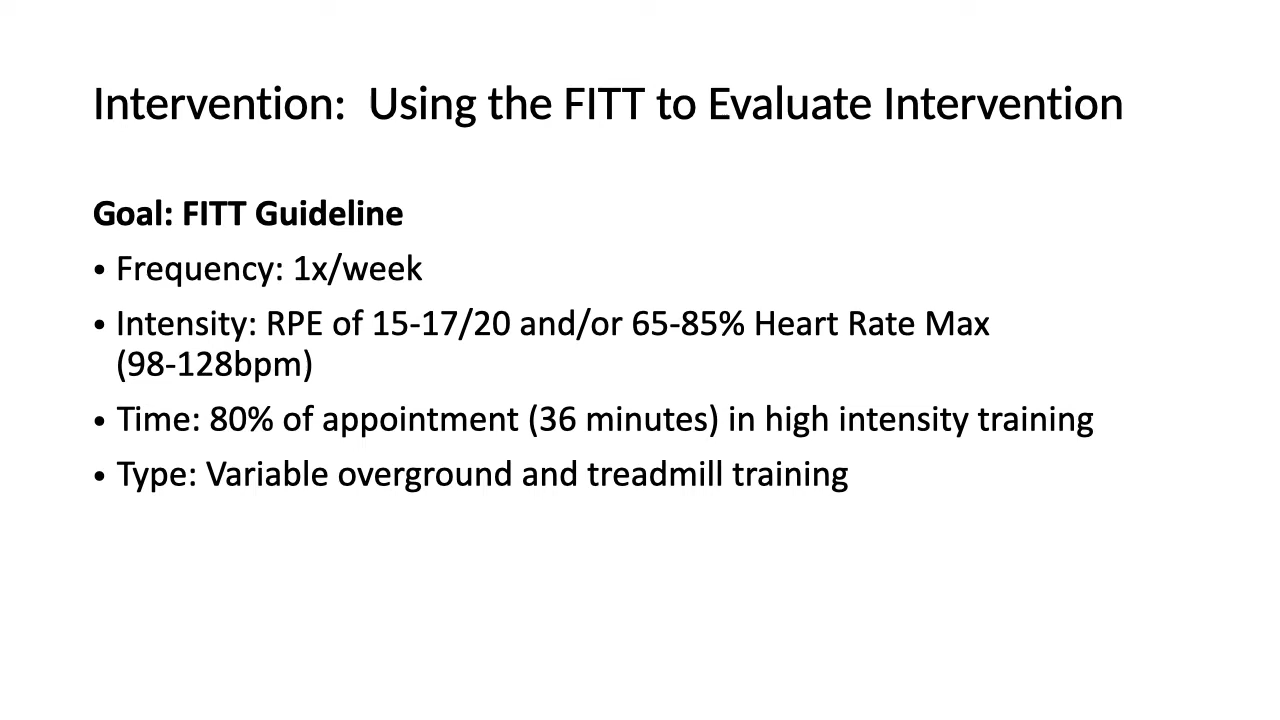 Intervention:  Using the FITT to Evaluate Intervention
Goal: FITT Guideline
• Frequency: 1x/week
• Intensity: RPE of 15-17/20 and/or 65-85% Heart Rate Max
(98-128bpm)
• Time: 80% of appointment (36 minutes) in high intensity training
• Type: Variable overground and treadmill training